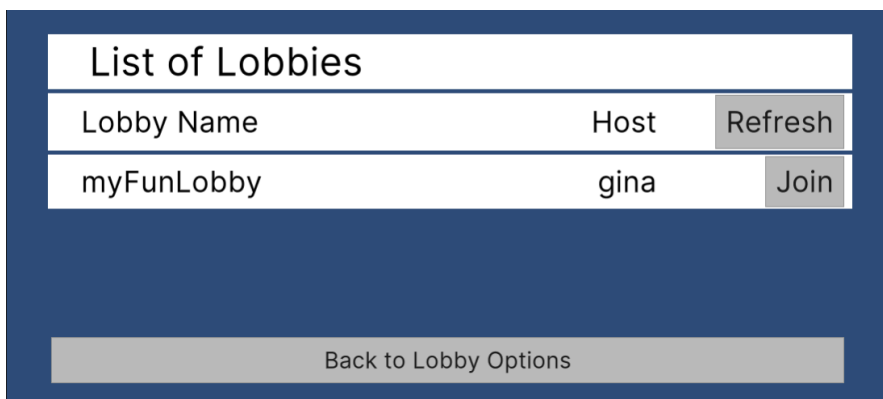 List of Lobbies
Lobby Name Host Refresh
myFunLobby gina Join
Back to Lobby Options